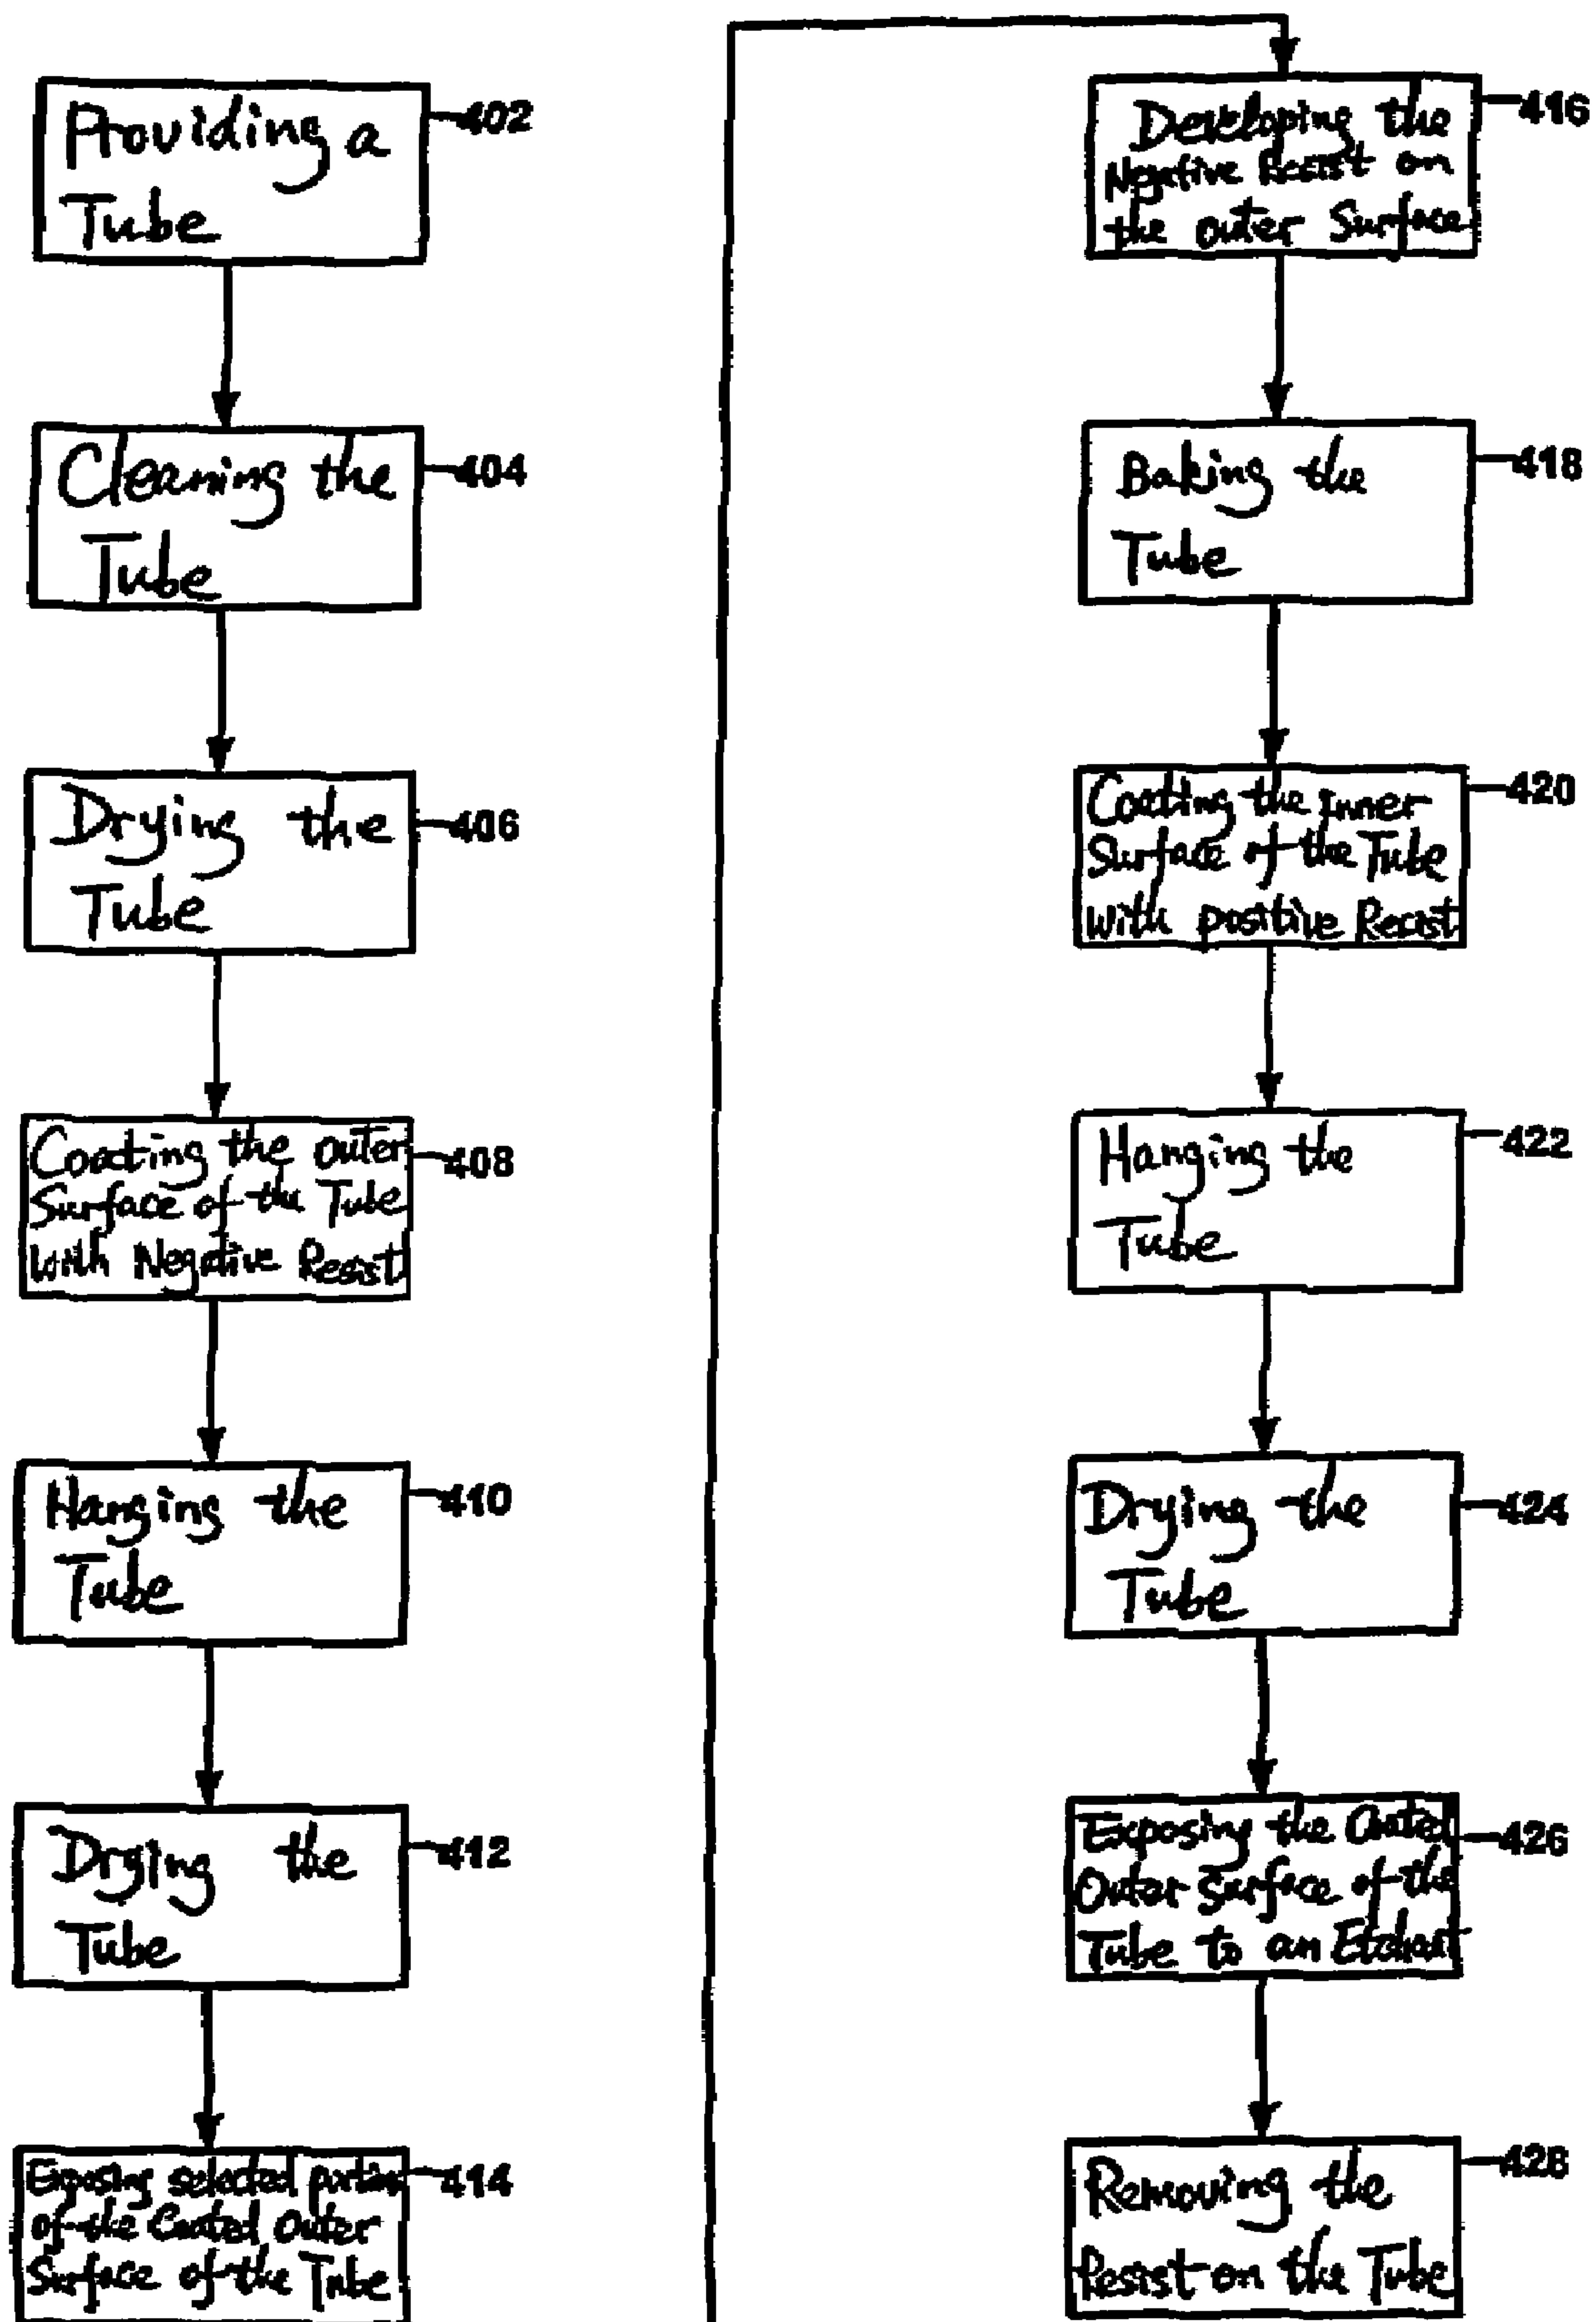 Providing a
Tube
402
Cleaning the
Tube
404
Drying the
Tube
406
Coating the outer
Surface of the Tube
With Negative Resist
408
Hanging the
Tube
410
Drying the
Tube
412
Exposing selected portion
of the Coated Outer
Surface of the Tube
414
Developing the
Negative Resist on
the outer Surface
416
Baking the
Tube
418
Coating the Inner
Surface of the Tube
With positive Resist
420
Hanging the
Tube
422
Drying the
Tube
424
Exposing the Coated
Outer Surface of the
Tube to an Etchant
426
Removing the
Resist on the Tube
428